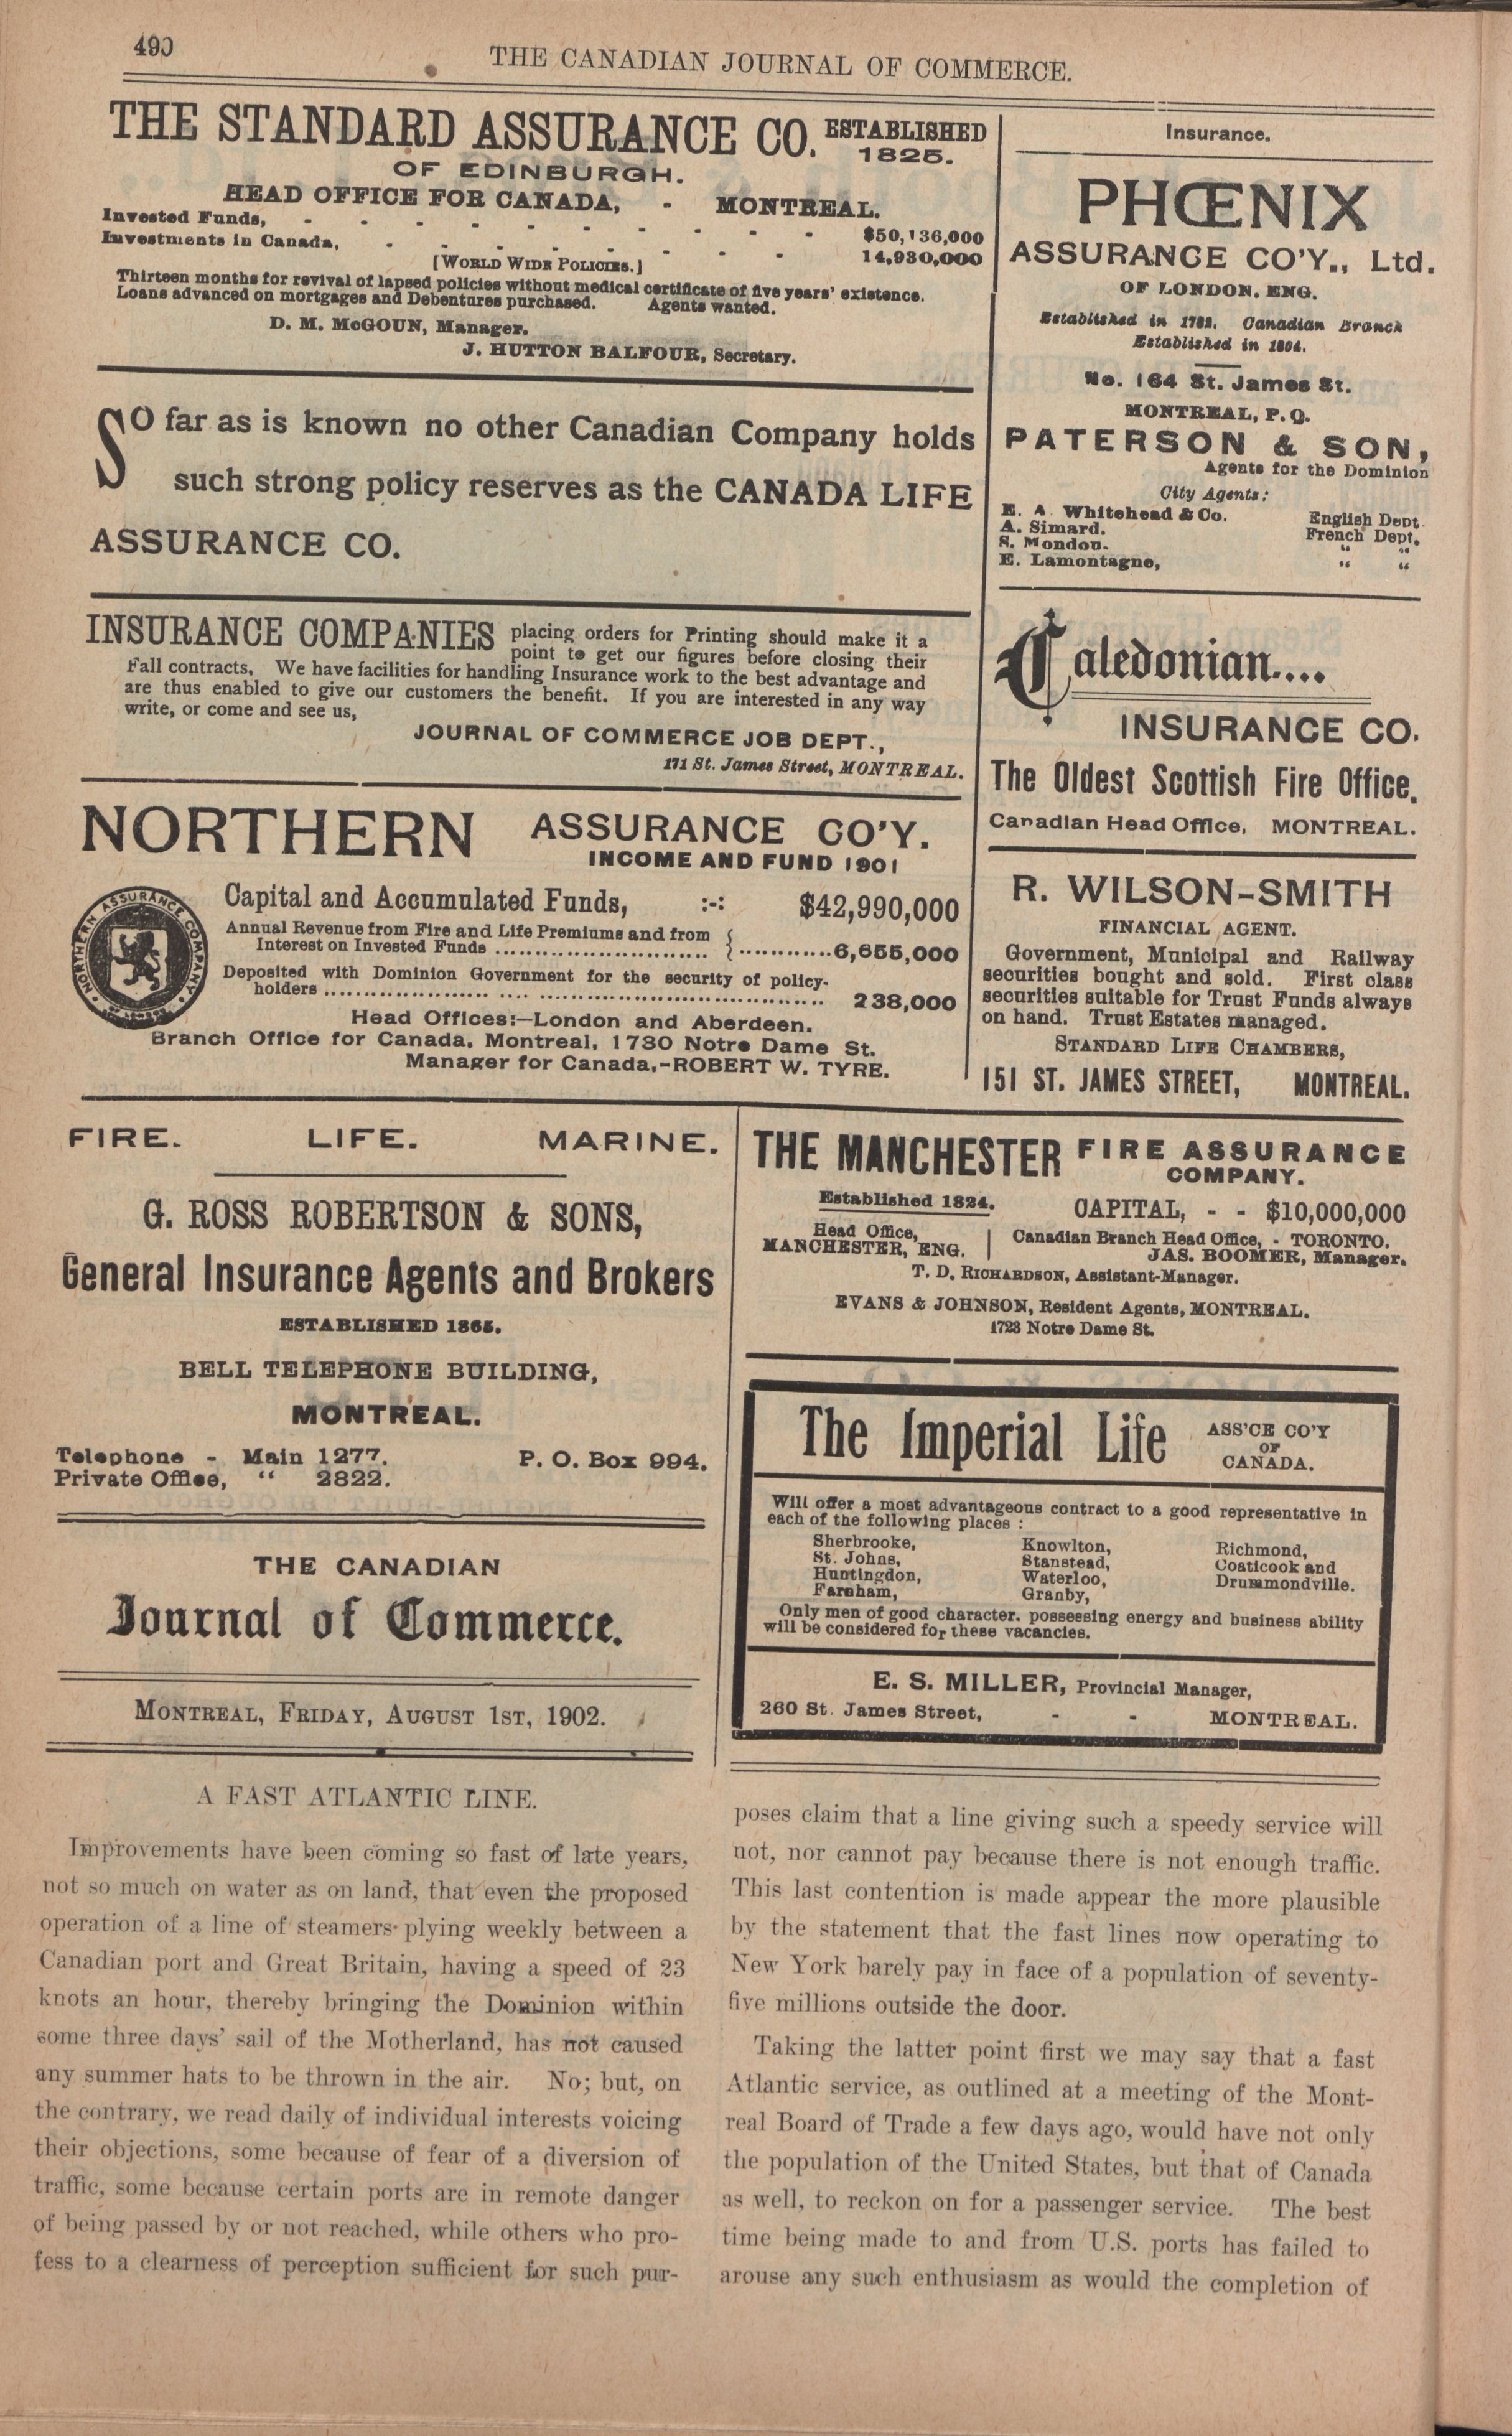 490
THE CANADIAN JOURNAL OF COMMERCE.
THE STANDARD ASSURANCE CO. ESTABLISHED 1825.
OF EDINBURGH.
HEAD OFFICE FOR CANADA, - MONTREAL.
Invested Funds, - - - - - - - - - - $50,136,000
Investments in Canada, - - - - - - - - 14,930,000
[WORLD WIDE POLICIES.]
Thirteen months for revival of lapsed policies without medical certificate of five years' existence.
Loans advanced on mortgages and Debentures purchased. Agents wanted.
D. M. McGOUN, Manager.
J. HUTTON BALFOUR, Secretary.
SO far as is known no other Canadian Company holds
such strong policy reserves as the CANADA LIFE
ASSURANCE CO.
INSURANCE COMPANIES placing orders for Printing should make it a
point to get our figures before closing their
Fall contracts, We have facilities for handling Insurance work to the best advantage and
are thus enabled to give our customers the benefit. If you are interested in any way
write, or come and see us,
JOURNAL OF COMMERCE JOB DEPT.,
171 St. James Street, MONTREAL.
NORTHERN ASSURANCE CO'Y.
INCOME AND FUND 1901
NORTHERN ASSURANCE COMPANY
OF LONDON
Capital and Accumulated Funds, :-: $42,990,000
Annual Revenue from Fire and Life Premiums and from
Interest on Invested Funds .......................... { ...........6,655,000
Deposited with Dominion Government for the security of policy-
holders .................... .... .................................. 238,000
Head Offices:—London and Aberdeen.
Branch Office for Canada, Montreal, 1730 Notre Dame St.
Manager for Canada,-ROBERT W. TYRE.
Insurance.
PHŒNIX
ASSURANCE CO'Y., Ltd.
OF LONDON, ENG.
Established in 1782. Canadian Branch
Established in 1804.
No. 164 St. James St.
MONTREAL, P. Q.
PATERSON & SON,
Agents for the Dominion
City Agents:
E. A Whitehead & Co. English Dept.
A. Simard. French Dept.
S. Mondou. " "
E. Lamontagne, " "
Caledonian....
INSURANCE CO.
The Oldest Scottish Fire Office.
Canadian Head Office, MONTREAL.
R. WILSON-SMITH
FINANCIAL AGENT.
Government, Municipal and Railway
securities bought and sold. First class
securities suitable for Trust Funds always
on hand. Trust Estates managed.
STANDARD LIFE CHAMBERS,
151 ST. JAMES STREET, MONTREAL.
FIRE. LIFE. MARINE.
G. ROSS ROBERTSON & SONS,
General Insurance Agents and Brokers
ESTABLISHED 1865.
BELL TELEPHONE BUILDING,
MONTREAL.
Telephone - Main 1277. P. O. Box 994.
Private Office, " 2822.
THE MANCHESTER FIRE ASSURANCE
COMPANY.
Established 1824. CAPITAL, - - $10,000,000
Head Office, Canadian Branch Head Office, - TORONTO.
MANCHESTER, ENG. JAS. BOOMER, Manager.
T. D. RICHARDSON, Assistant-Manager.
EVANS & JOHNSON, Resident Agents, MONTREAL.
1723 Notre Dame St.
The Imperial Life ASS'CE CO'Y
OF
CANADA.
Will offer a most advantageous contract to a good representative in
each of the following places :
Sherbrooke, Knowlton, Richmond,
St. Johns, Stanstead, Coaticook and
Huntingdon, Waterloo, Drummondville.
Farnham, Granby,
Only men of good character. possessing energy and business ability
will be considered for these vacancies.
E. S. MILLER, Provincial Manager,
260 St. James Street, - - MONTREAL.
THE CANADIAN
Journal of Commerce.
MONTREAL, FRIDAY, AUGUST 1ST, 1902.
A FAST ATLANTIC LINE.
Improvements have been coming so fast of late years,
not so much on water as on land, that even the proposed
operation of a line of steamers plying weekly between a
Canadian port and Great Britain, having a speed of 23
knots an hour, thereby bringing the Dominion within
some three days' sail of the Motherland, has not caused
any summer hats to be thrown in the air. No; but, on
the contrary, we read daily of individual interests voicing
their objections, some because of fear of a diversion of
traffic, some because certain ports are in remote danger
of being passed by or not reached, while others who pro-
fess to a clearness of perception sufficient for such pur-
poses claim that a line giving such a speedy service will
not, nor cannot pay because there is not enough traffic.
This last contention is made appear the more plausible
by the statement that the fast lines now operating to
New York barely pay in face of a population of seventy-
five millions outside the door.
Taking the latter point first we may say that a fast
Atlantic service, as outlined at a meeting of the Mont-
real Board of Trade a few days ago, would have not only
the population of the United States, but that of Canada
as well, to reckon on for a passenger service. The best
time being made to and from U.S. ports has failed to
arouse any such enthusiasm as would the completion of